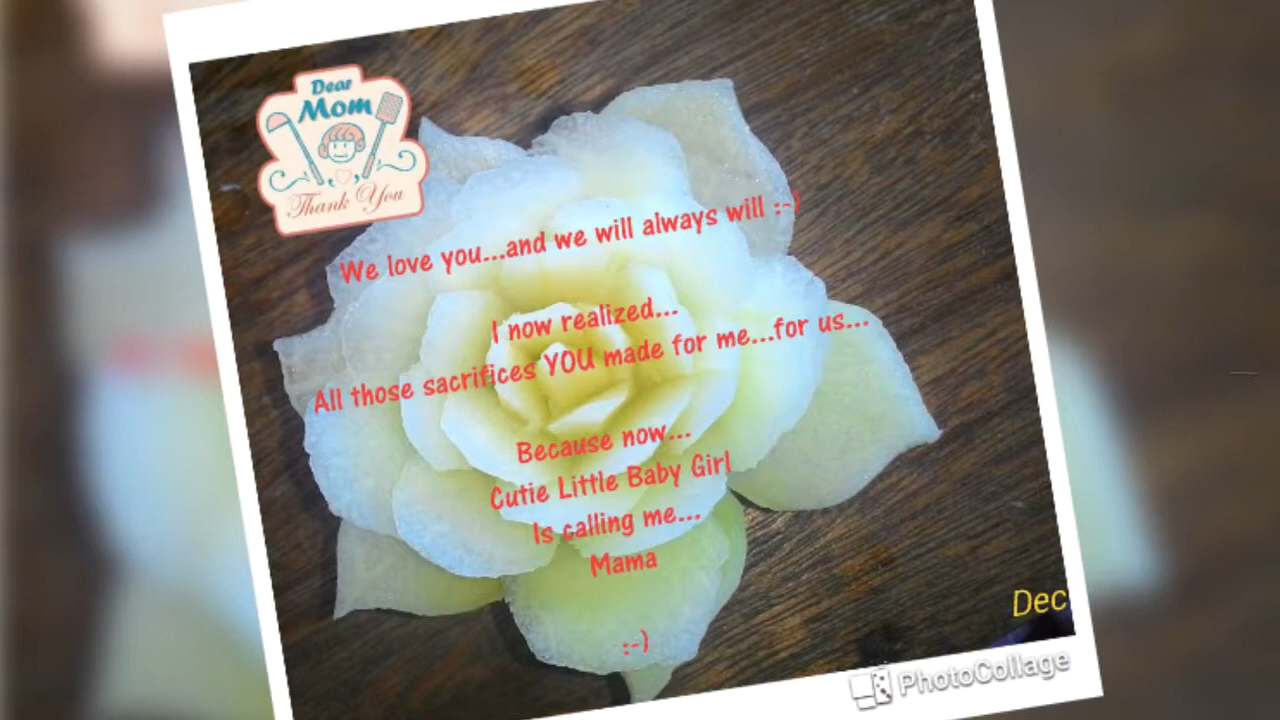 Dear
Mom
Thank You
We love you...and we will always will :-)
I now realized...
All those sacrifices YOU made for me...for us...
Because now...
Cutie Little Baby Girl
Is calling me...
Mama
:-)
Dec
PhotoCollage